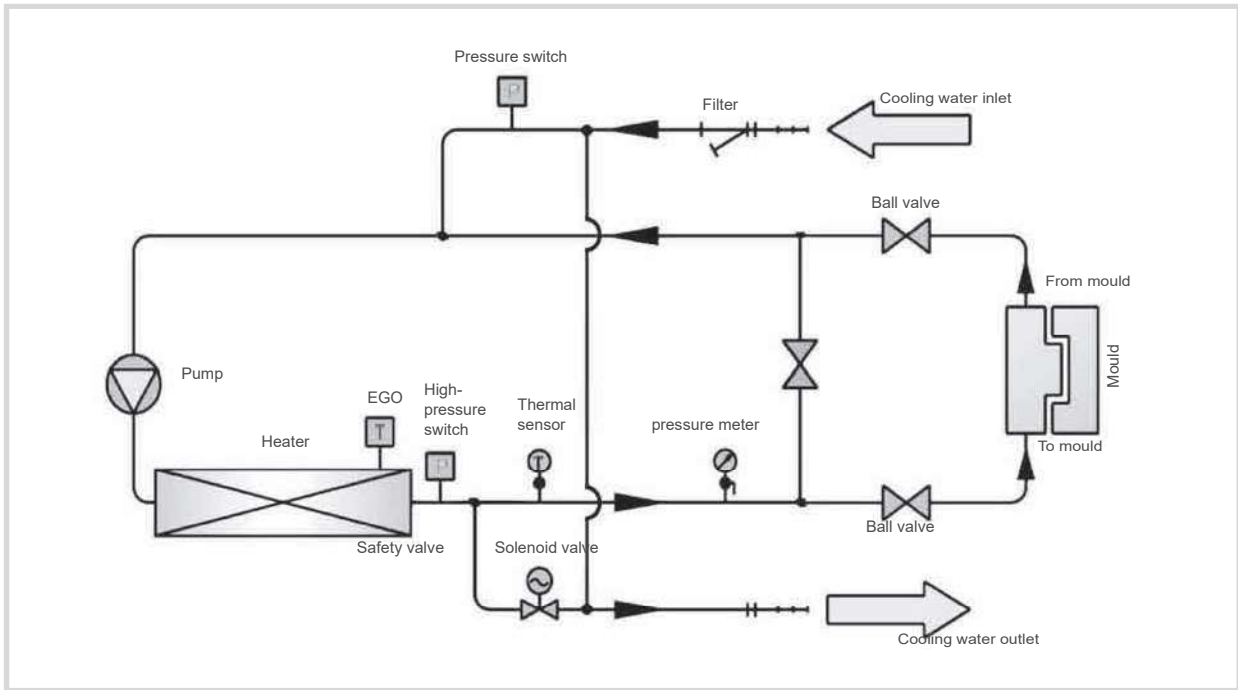 Pressure switch
P
Filter
Cooling water inlet
Ball valve
From mould
Mould
To mould
Pump
EGO
T
High-
pressure
switch
P
Thermal
sensor
T
pressure meter
Heater
Ball valve
Safety valve
Solenoid valve
Cooling water outlet